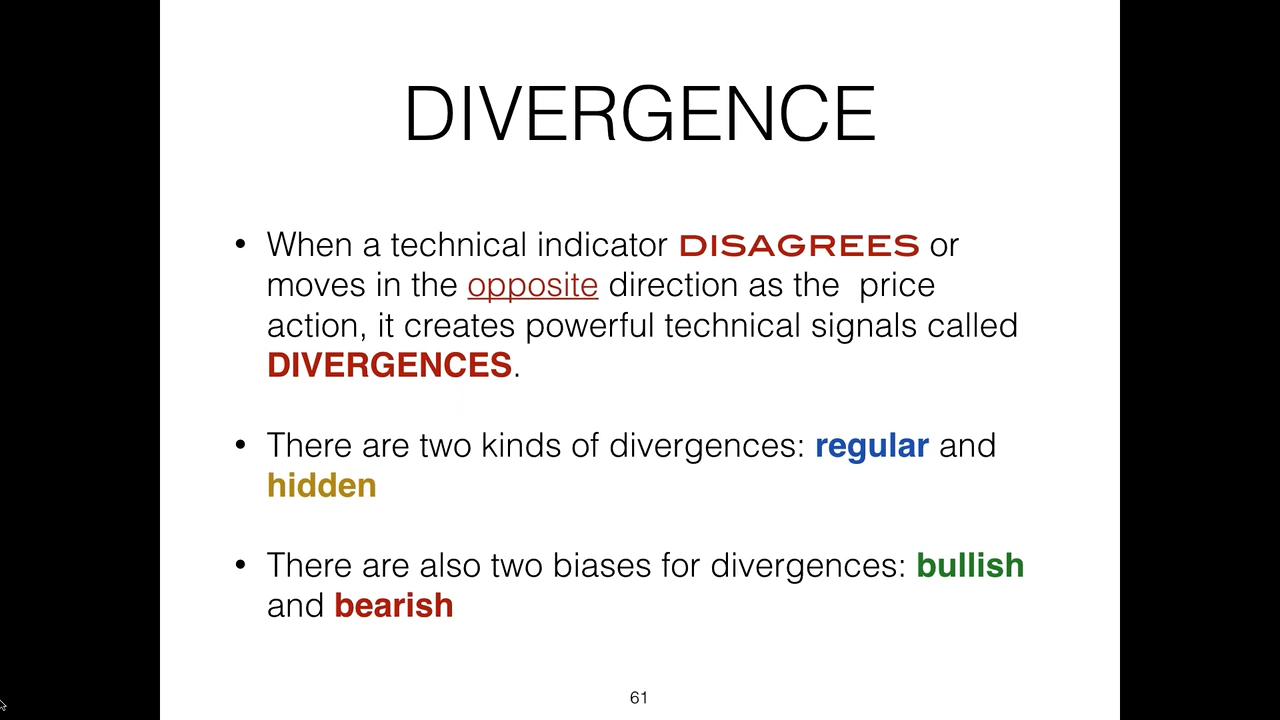 DIVERGENCE
• When a technical indicator DISAGREES or
moves in the opposite direction as the  price
action, it creates powerful technical signals called
DIVERGENCES.
• There are two kinds of divergences: regular and
hidden
• There are also two biases for divergences: bullish
and bearish
61